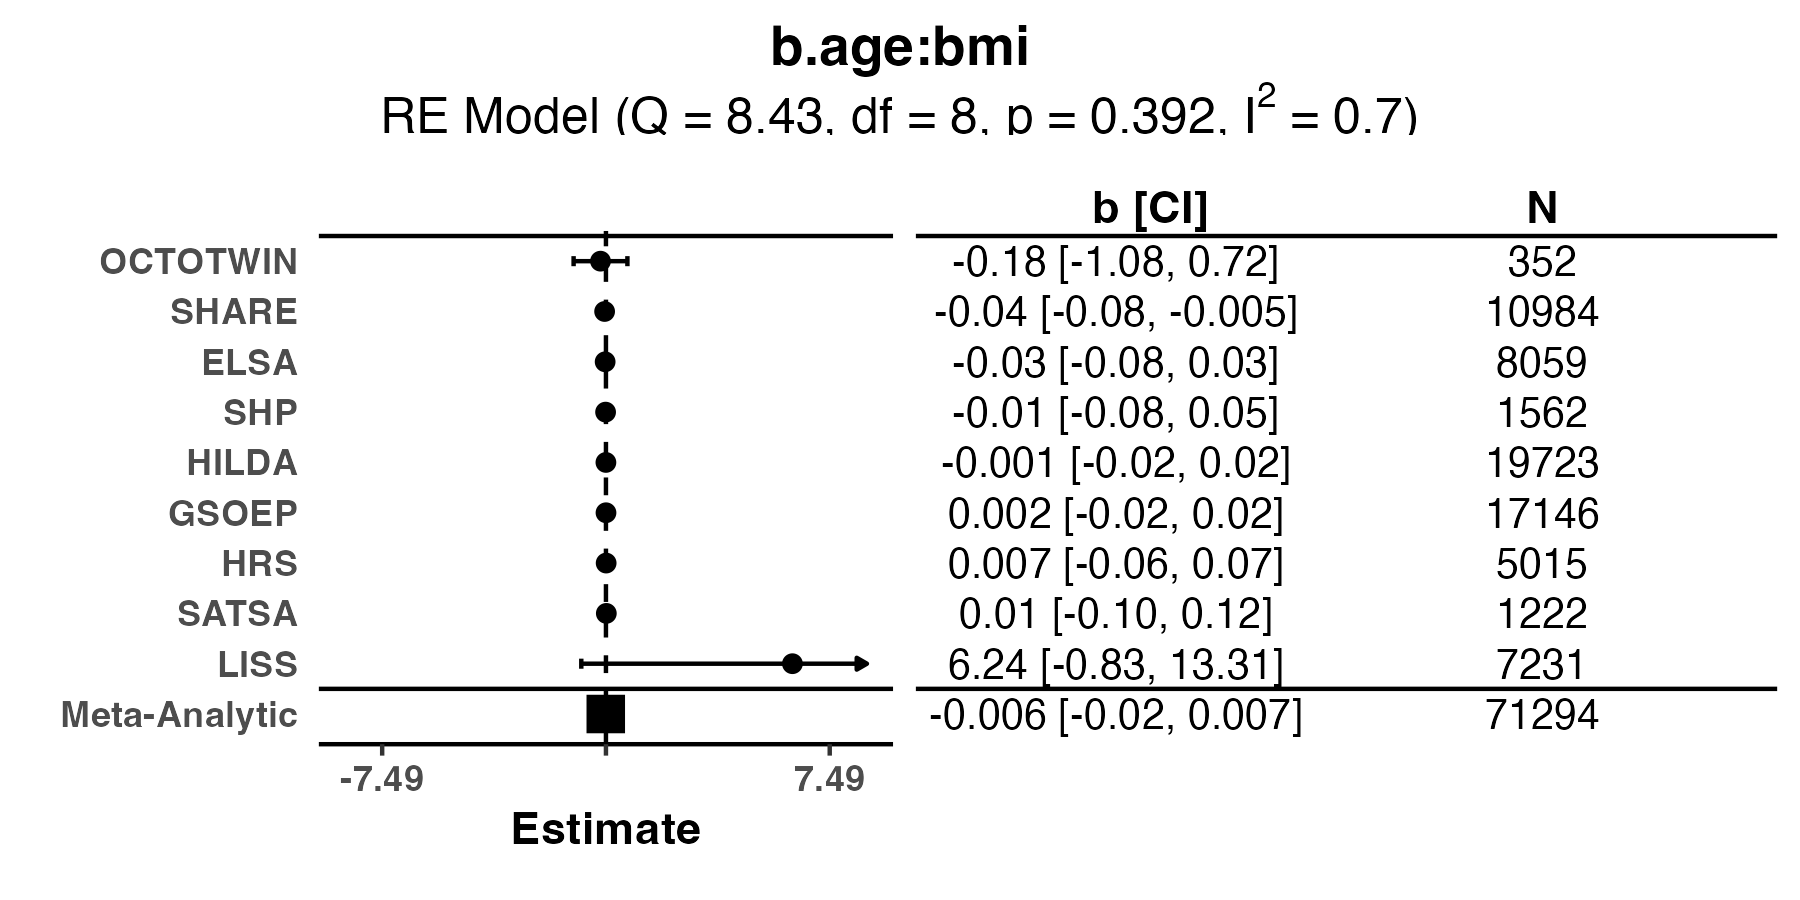 b.age:bmi
RE Model (Q = 8.43, df = 8, p = 0.392, I² = 0.7)
b [CI] N
OCTOTWIN -0.18 [-1.08, 0.72] 352
SHARE -0.04 [-0.08, -0.005] 10984
ELSA -0.03 [-0.08, 0.03] 8059
SHP -0.01 [-0.08, 0.05] 1562
HILDA -0.001 [-0.02, 0.02] 19723
GSOEP 0.002 [-0.02, 0.02] 17146
HRS 0.007 [-0.06, 0.07] 5015
SATSA 0.01 [-0.10, 0.12] 1222
LISS 6.24 [-0.83, 13.31] 7231
Meta-Analytic -0.006 [-0.02, 0.007] 71294
-7.49 7.49
Estimate